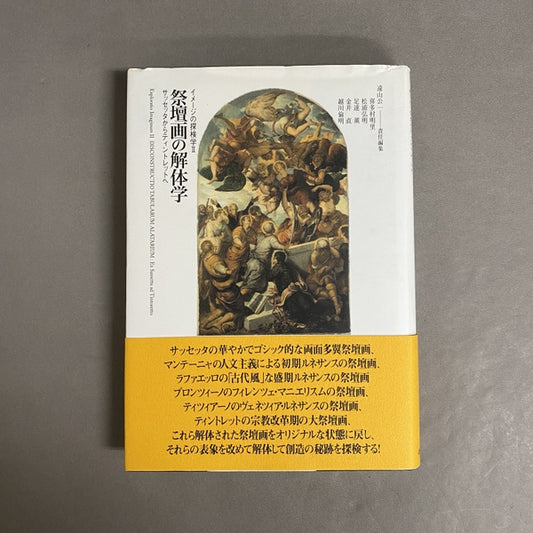 遠山公一――責任編集
喜多村明里
松浦弘明
足達 薫
金井 直
越川倫明
イメージの探検学Ⅱ
祭壇画の解体学
サッセッタからティントレットへ
Exploratio Imaginum II DISCONSTRUCTIO TABULARUM ALATARIUM : Ex Sassetta ad Tintoretto
サッセッタの華やかでゴシック的な両面多翼祭壇画、
マンテーニャの人文主義による初期ルネサンスの祭壇画、
ラファエッロの「古代風」な盛期ルネサンスの祭壇画
ブロンツィーノのフィレンツェ・マニエリスムの祭壇画、
ティツィアーノのヴェネツィア・ルネサンスの祭壇画、
ティントレットの宗教改革期の大祭壇画、
これら解体された祭壇画をオリジナルな状態に戻し、
それらの表象を改めて解体して創造の秘跡を探検する!